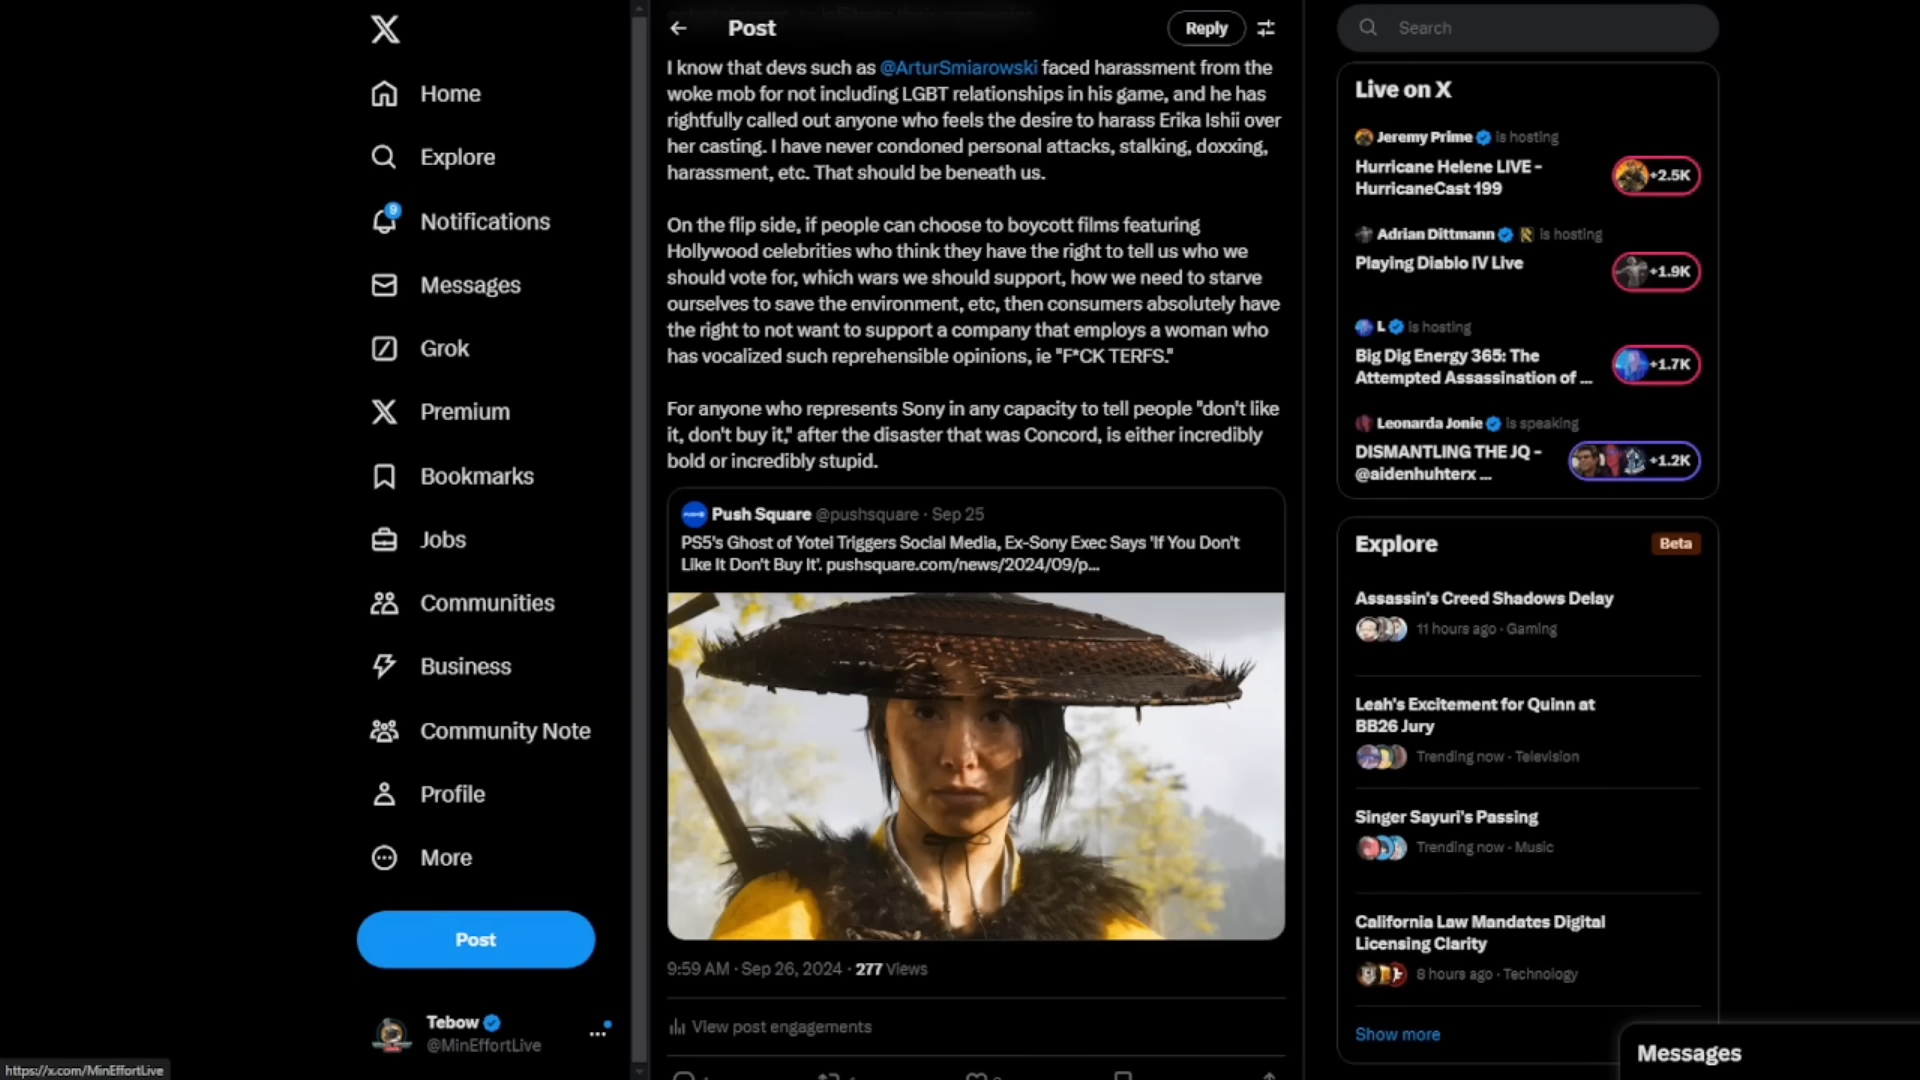 Home
Explore
9
Notifications
Messages
Grok
Premium
Bookmarks
Jobs
Communities
Business
Community Note
Profile
More
Post
Tebow
@MinEffortLive
https://x.com/MinEffortLive
Post
Reply
I know that devs such as @ArturSmiarowski faced harassment from the
woke mob for not including LGBT relationships in his game, and he has
rightfully called out anyone who feels the desire to harass Erika Ishii over
her casting. I have never condoned personal attacks, stalking, doxxing,
harassment, etc. That should be beneath us.
On the flip side, if people can choose to boycott films featuring
Hollywood celebrities who think they have the right to tell us who we
should vote for, which wars we should support, how we need to starve
ourselves to save the environment, etc, then consumers absolutely have
the right to not want to support a company that employs a woman who
has vocalized such reprehensible opinions, ie "F*CK TERFS."
For anyone who represents Sony in any capacity to tell people "don't like
it, don't buy it," after the disaster that was Concord, is either incredibly
bold or incredibly stupid.
Push Square @pushsquare · Sep 25
PS5's Ghost of Yotei Triggers Social Media, Ex-Sony Exec Says 'If You Don't
Like It Don't Buy It'. pushsquare.com/news/2024/09/p...
9:59 AM · Sep 26, 2024 · 277 Views
View post engagements
Search
Live on X
Jeremy Prime is hosting
Hurricane Helene LIVE -
HurricaneCast 199
+2.5K
Adrian Dittmann is hosting
Playing Diablo IV Live
+1.9K
L is hosting
Big Dig Energy 365: The
Attempted Assassination of ...
+1.7K
Leonarda Jonie is speaking
DISMANTLING THE JQ -
@aidenhuhterx ...
+1.2K
Explore
Beta
Assassin's Creed Shadows Delay
11 hours ago · Gaming
Leah's Excitement for Quinn at
BB26 Jury
Trending now · Television
Singer Sayuri's Passing
Trending now · Music
California Law Mandates Digital
Licensing Clarity
8 hours ago · Technology
Show more
Messages